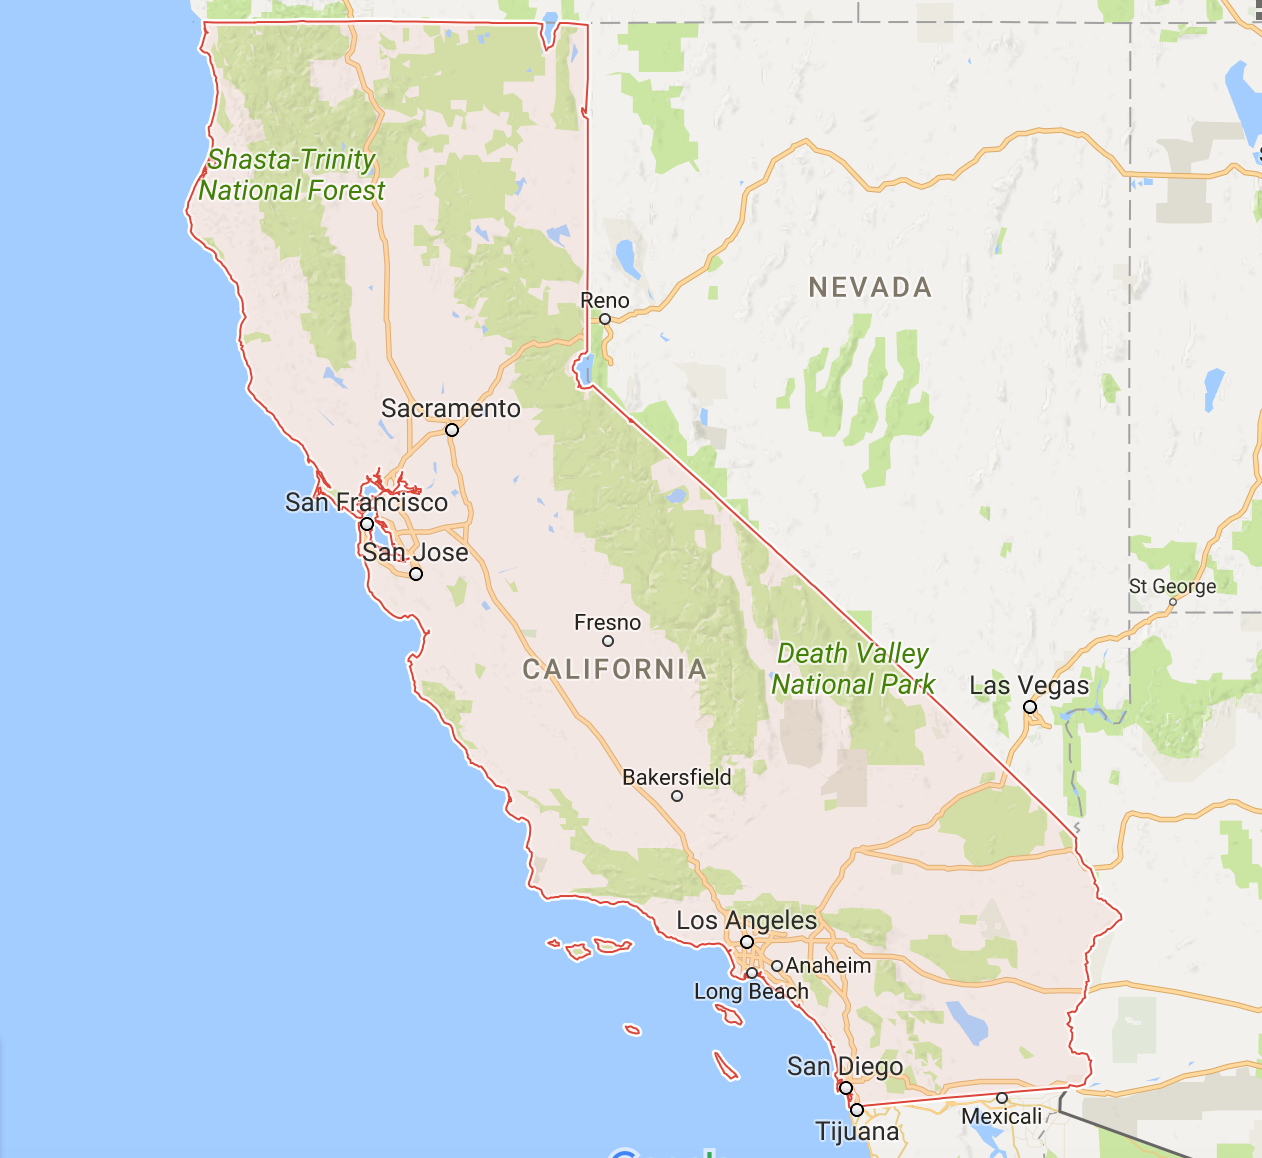 Shasta-Trinity
National Forest
Reno
NEVADA
Sacramento
San Francisco
San Jose
St George
Fresno
CALIFORNIA
Death Valley
National Park
Las Vegas
Bakersfield
Los Angeles
Anaheim
Long Beach
San Diego
Mexicali
Tijuana